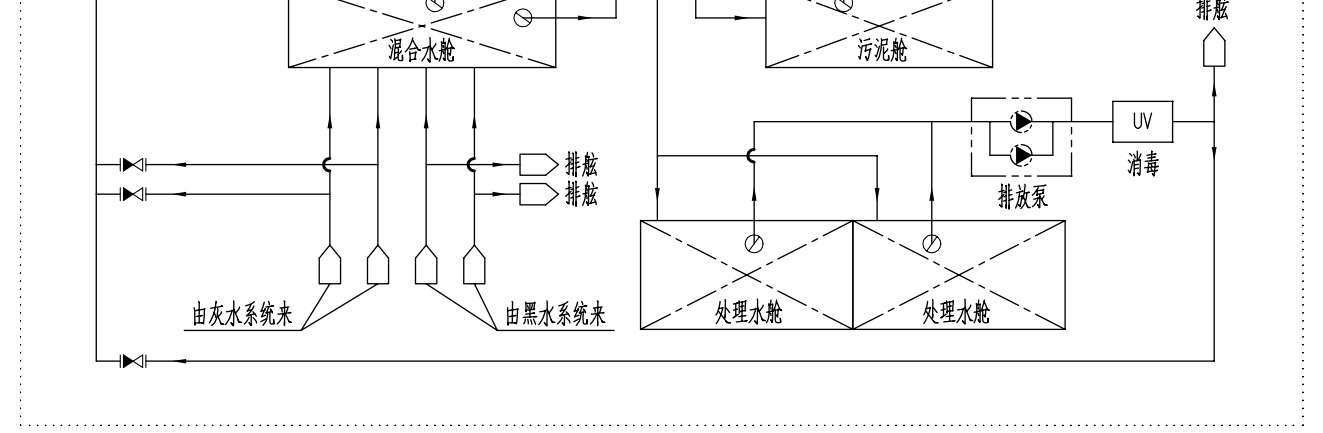 排舷
混合水舱
污泥舱
UV
消毒
排舷
排舷
排放泵
由灰水系统来
由黑水系统来
处理水舱
处理水舱